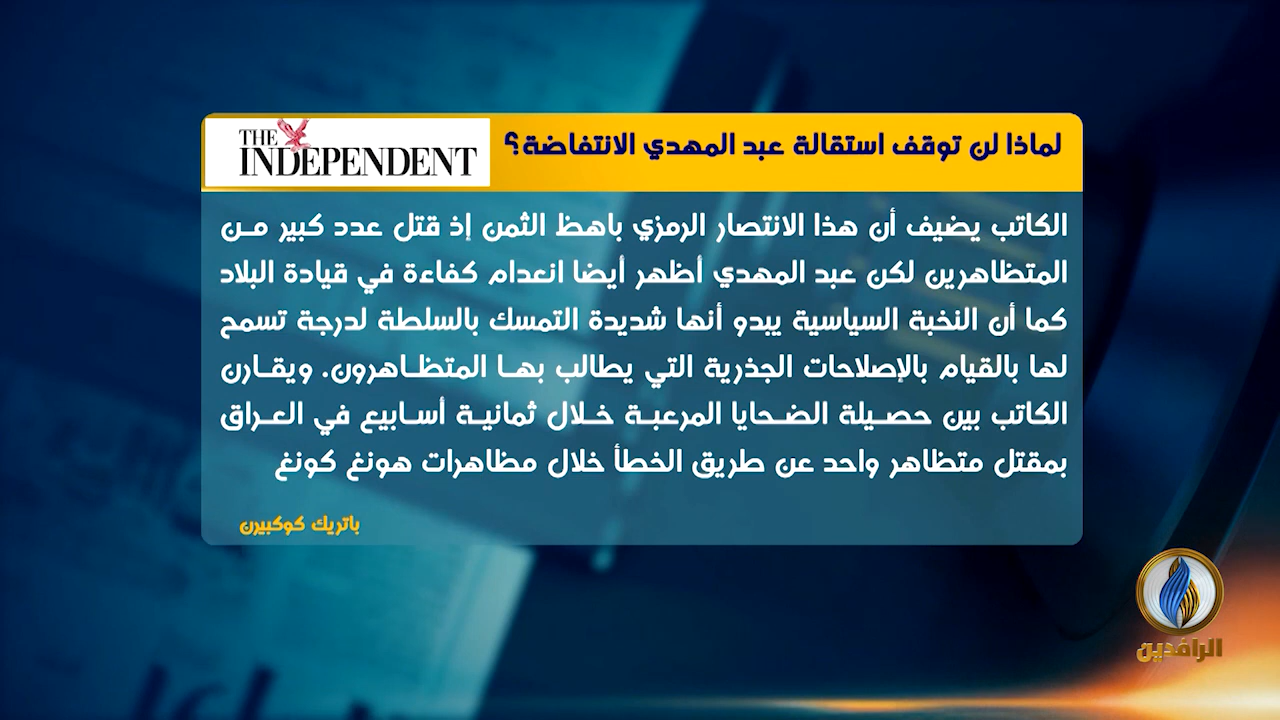 THE
INDEPENDENT
لماذا لن توقف استقالة عبد المهدي الانتفاضة؟
الكاتب يضيف أن هذا الانتصار الرمزي باهظ الثمن إذ قتل عدد كبير من
المتظاهرين لكن عبد المهدي أظهر أيضا انعدام كفاءة في قيادة البلاد
كما أن النخبة السياسية يبدو أنها شديدة التمسك بالسلطة لدرجة تسمح
لها بالقيام بالإصلاحات الجذرية التي يطالب بها المتظاهرون. ويقارن
الكاتب بين حصيلة الضحايا المرعبة خلال ثمانية أسابيع في العراق
بمقتل متظاهر واحد عن طريق الخطأ خلال مظاهرات هونغ كونغ
باتريك كوكبيرن
الرافدين